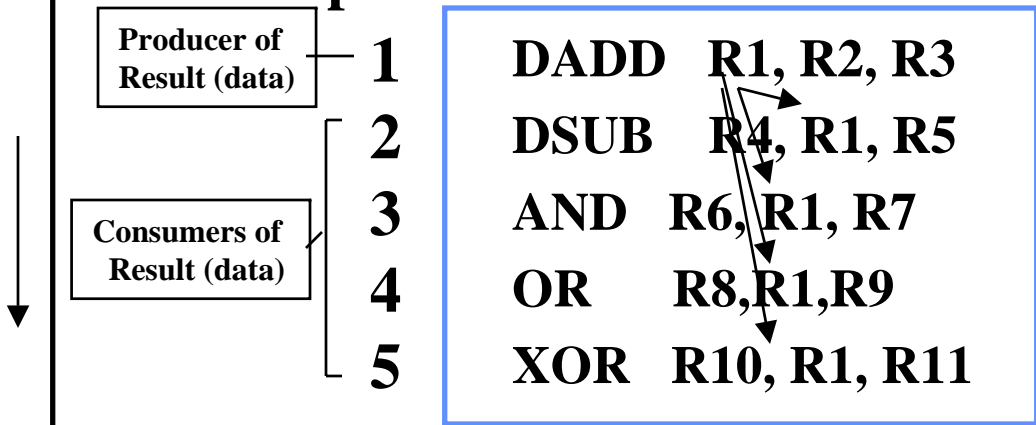 Producer of
Result (data)
1 DADD R1, R2, R3
2 DSUB R4, R1, R5
3 AND R6, R1, R7
Consumers of
Result (data)
4 OR R8,R1,R9
5 XOR R10, R1, R11